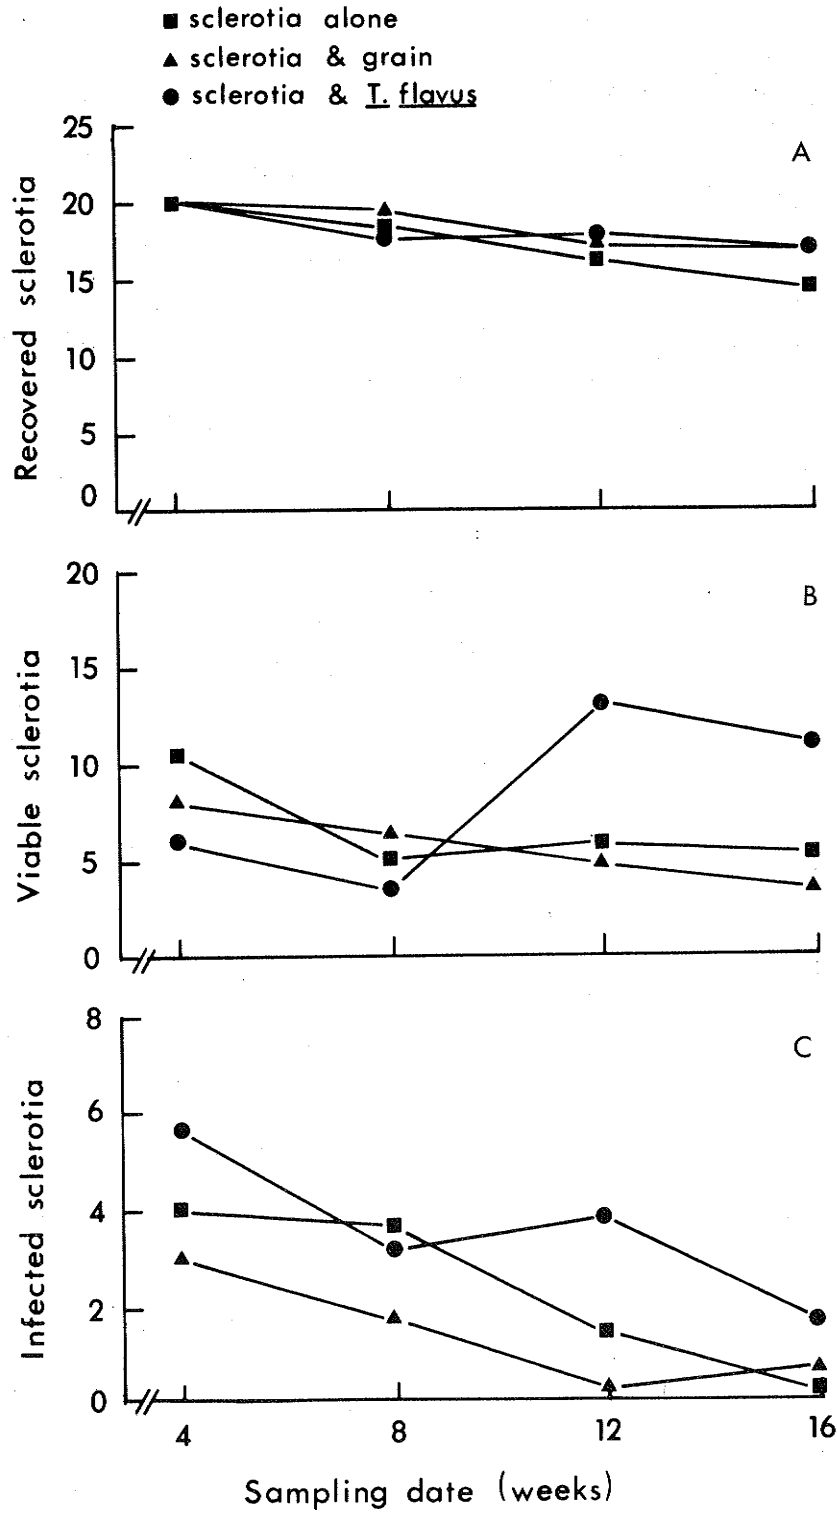 ■ sclerotia alone
▲ sclerotia & grain
● sclerotia & T. flavus
A
25
20
15
10
5
0
Recovered sclerotia
B
20
15
10
5
0
Viable sclerotia
C
8
6
4
2
0
Infected sclerotia
4 8 12 16
Sampling date (weeks)